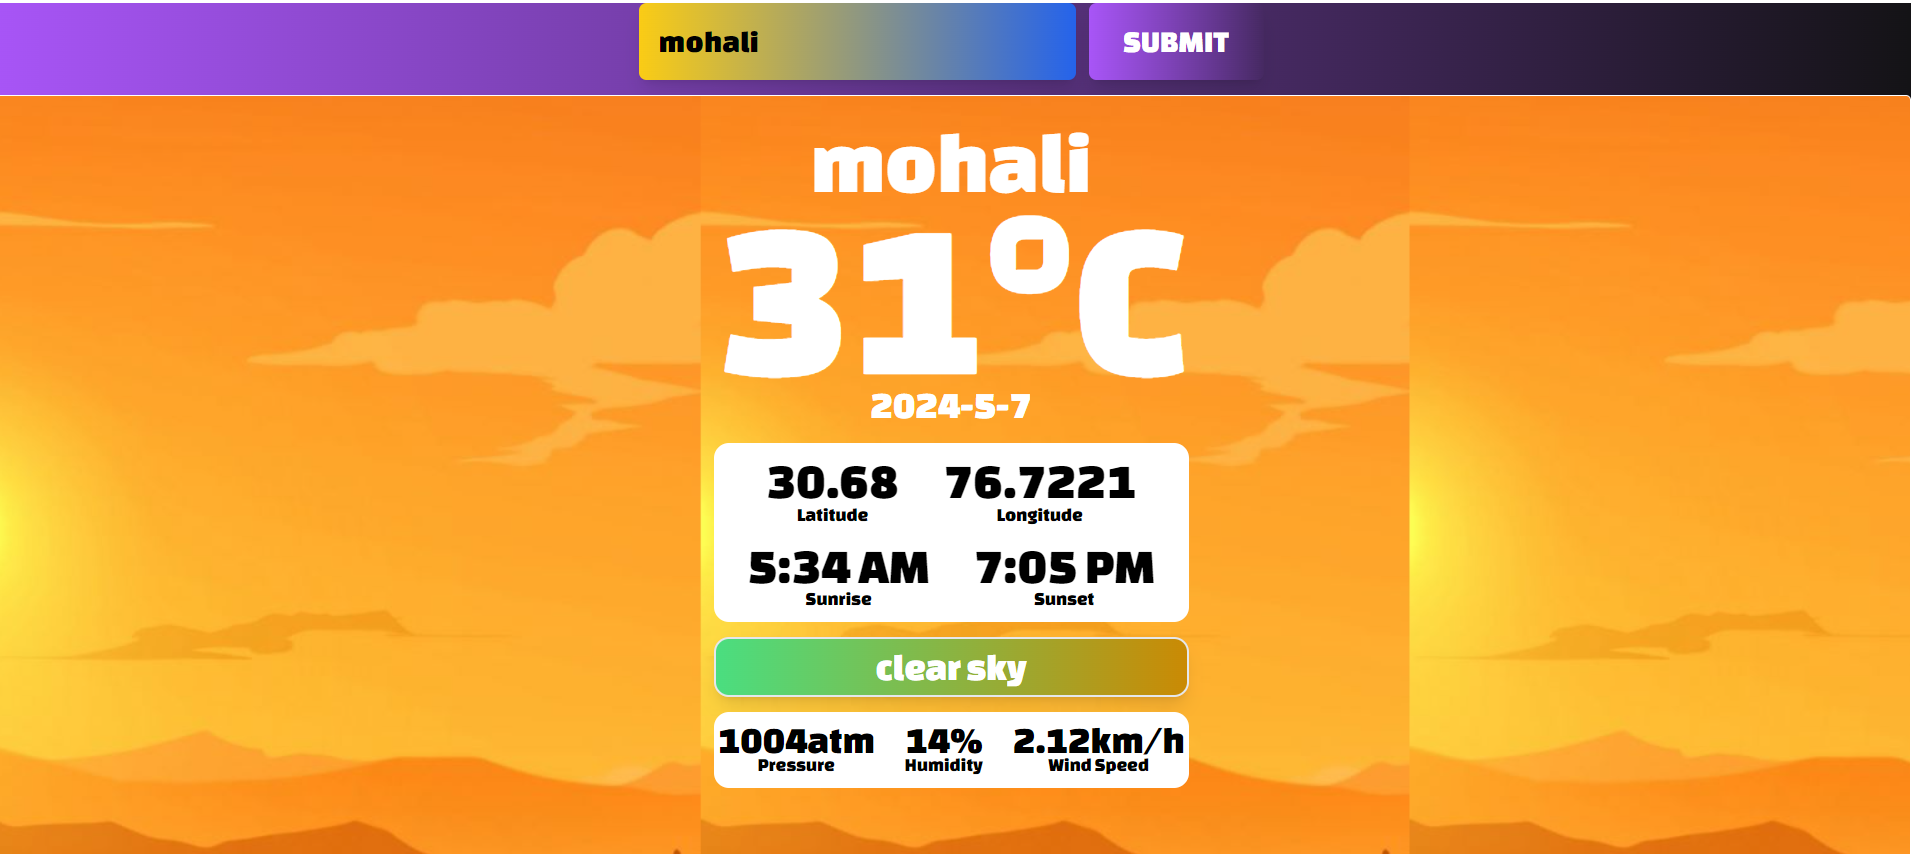 mohali SUBMIT
mohali
31°C
2024-5-7
30.68 76.7221
Latitude Longitude
5:34 AM 7:05 PM
Sunrise Sunset
clear sky
1004atm 14% 2.12km/h
Pressure Humidity Wind Speed